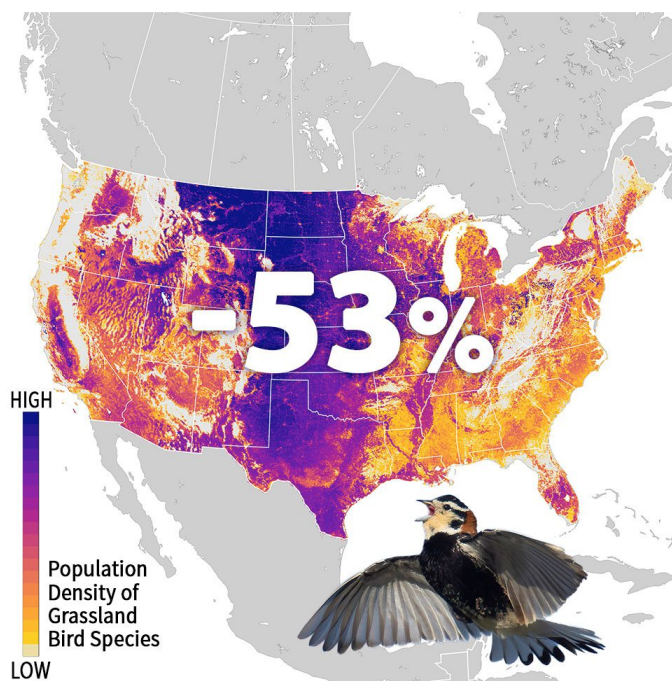 -53%
HIGH
Population
Density of
Grassland
Bird Species
LOW